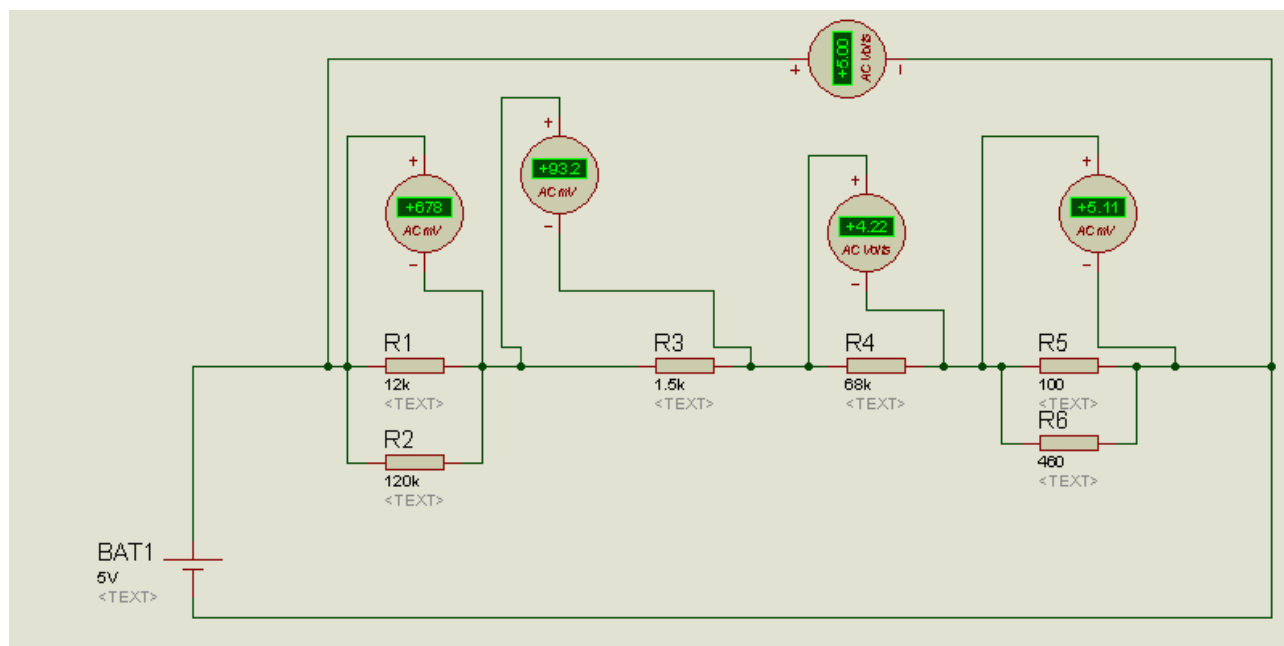 +5.00
AC Volts
+ -
+
+678
AC mV
-
+
+93.2
AC mV
-
+
+4.22
AC Volts
-
+
+5.11
AC mV
-
R1
12k
<TEXT>
R2
120k
<TEXT>
R3
1.5k
<TEXT>
R4
68k
<TEXT>
R5
100
<TEXT>
R6
460
<TEXT>
BAT1
5V
<TEXT>